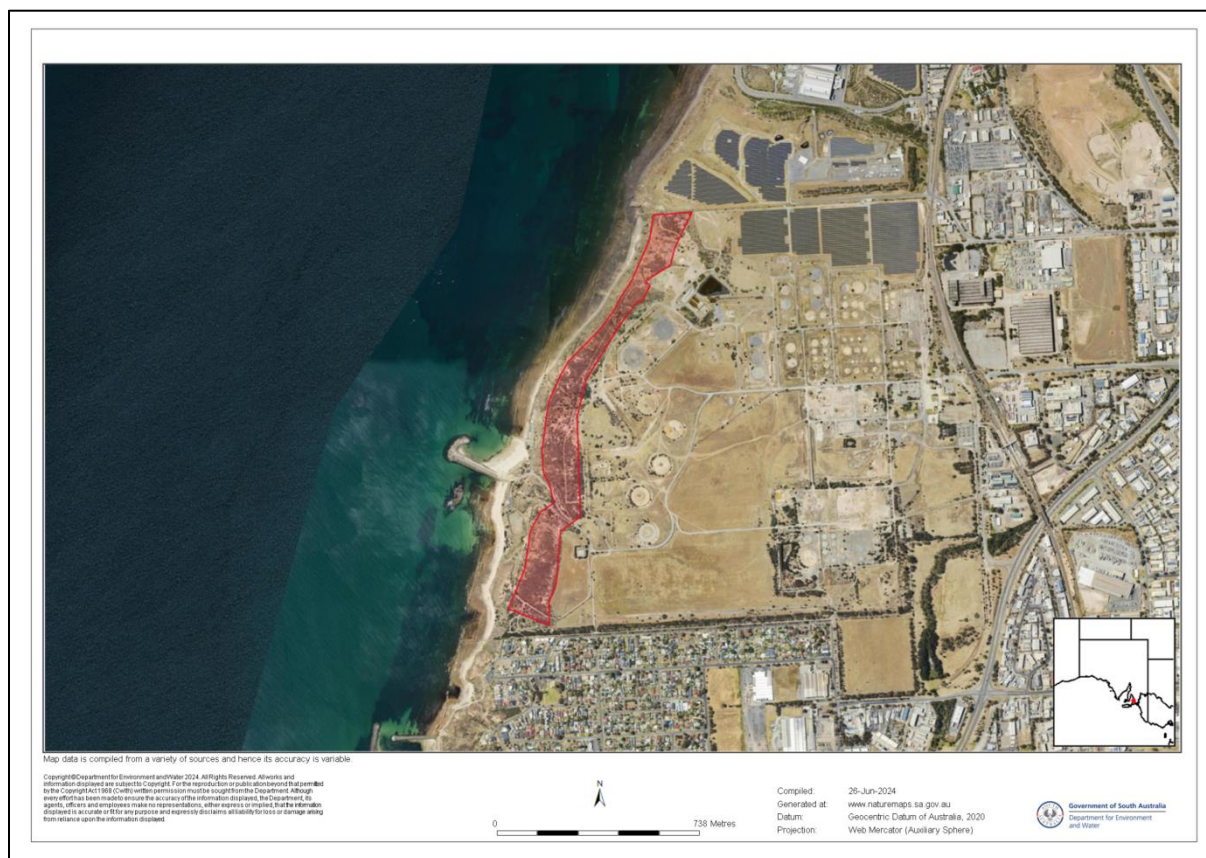 Map data is compiled from a variety of sources and hence its accuracy is variable.
Copyright©Department for Environment and Water 2024. All Rights Reserved. All works and
information displayed are subject to Copyright. For the reproduction or publication beyond that permitted
by the Copyright Act 1968 (Cwlth) written permission must be sought from the Department. Although
every effort has been made to ensure the accuracy of the information displayed, the Department, its
agents, officers and employees make no representations, either express or implied, that the information
displayed is accurate or fit for any purpose and expressly disclaims all liability for loss or damage arising
from reliance upon the information displayed.
N
0 738 Metres
Compiled: 26-Jun-2024
Generated at: www.naturemaps.sa.gov.au
Datum: Geocentric Datum of Australia, 2020
Projection: Web Mercator (Auxiliary Sphere)
Government of South Australia
Department for Environment
and Water